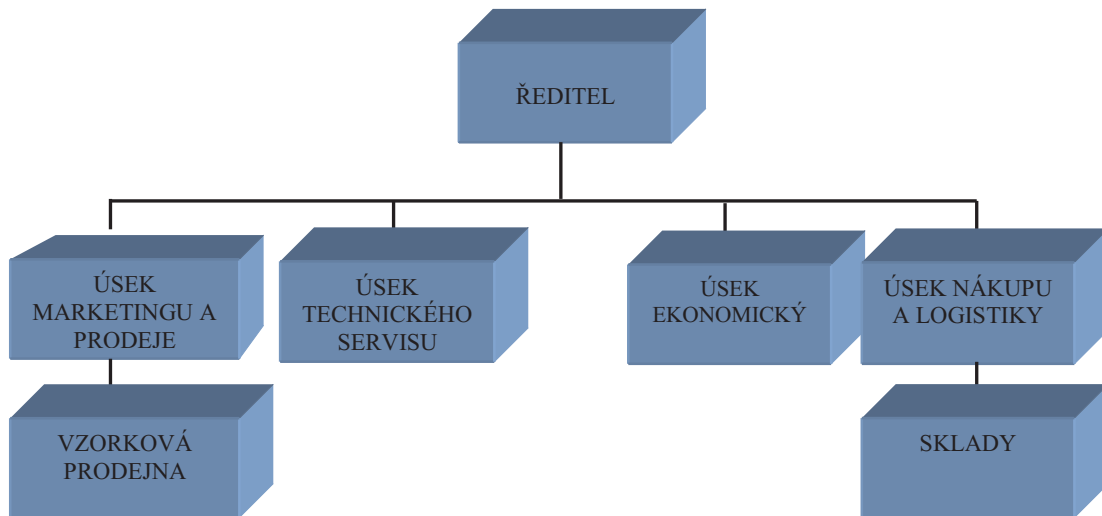 ŘEDITEL
ÚSEK
MARKETINGU A
PRODEJE
ÚSEK
TECHNICKÉHO
SERVISU
ÚSEK
EKONOMICKÝ
ÚSEK NÁKUPU
A LOGISTIKY
VZORKOVÁ
PRODEJNA
SKLADY